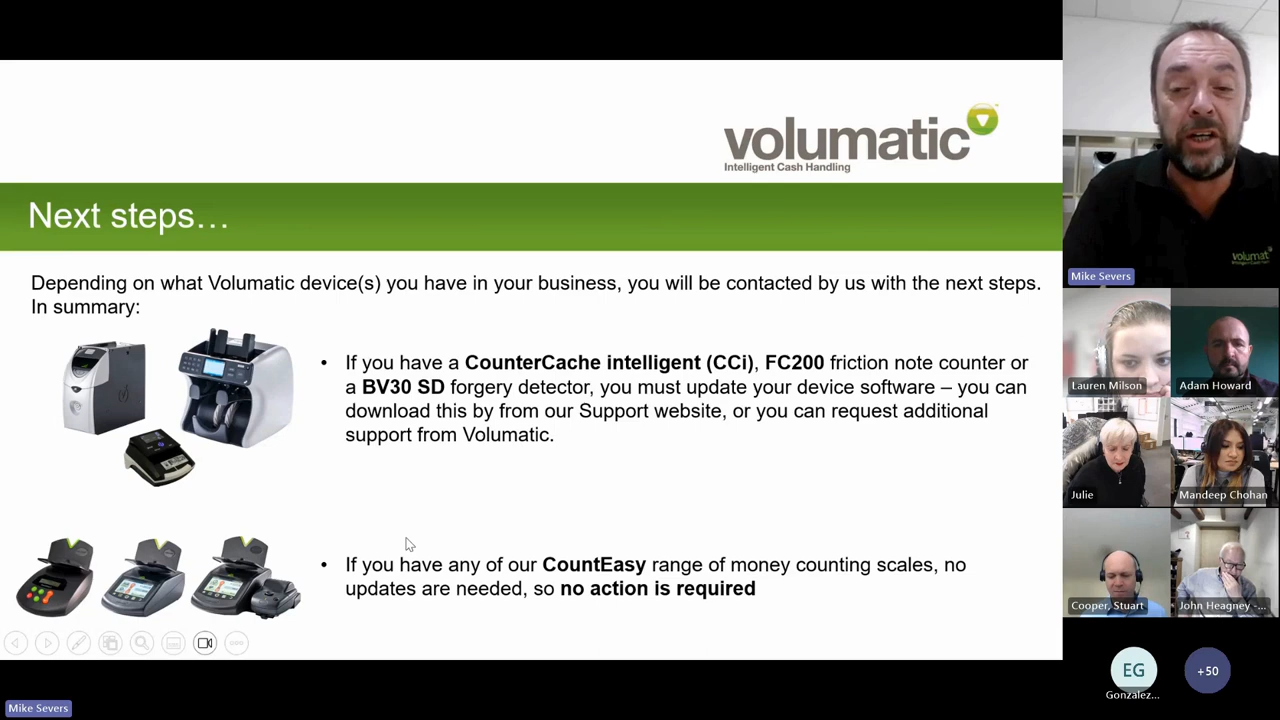 volumatic
Intelligent Cash Handling
Next steps…
Depending on what Volumatic device(s) you have in your business, you will be contacted by us with the next steps.
In summary:
• If you have a CounterCache intelligent (CCi), FC200 friction note counter or
a BV30 SD forgery detector, you must update your device software – you can
download this by from our Support website, or you can request additional
support from Volumatic.
• If you have any of our CountEasy range of money counting scales, no
updates are needed, so no action is required
Mike Severs
volumat
Mike Severs
Lauren Milson
Adam Howard
Julie
Mandeep Chohan
Cooper, Stuart
John Heagney -...
EG
Gonzalez...
+50